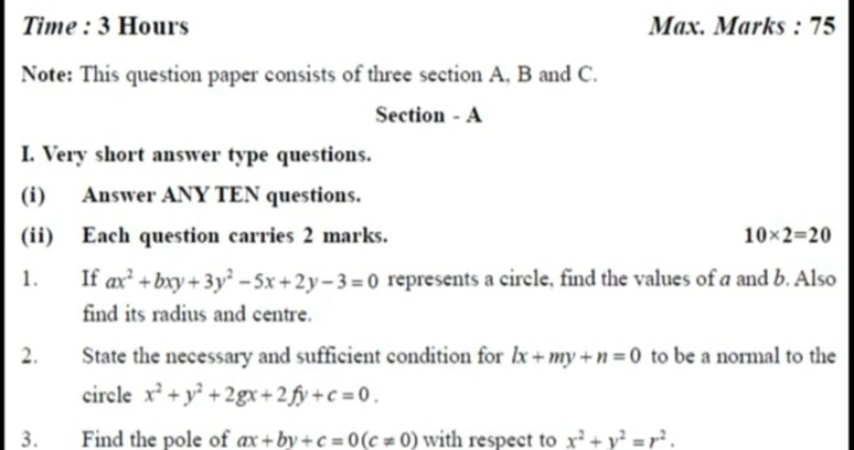 Time : 3 Hours Max. Marks : 75
Note: This question paper consists of three section A, B and C.
Section - A
I. Very short answer type questions.
(i) Answer ANY TEN questions.
(ii) Each question carries 2 marks. 10×2=20
1. If ax² + bxy + 3y² – 5x + 2y – 3 = 0 represents a circle, find the values of a and b. Also
find its radius and centre.
2. State the necessary and sufficient condition for lx + my + n = 0 to be a normal to the
circle x² + y² + 2gx + 2fy + c = 0.
3. Find the pole of ax + by + c = 0 (c ≠ 0) with respect to x² + y² = r².